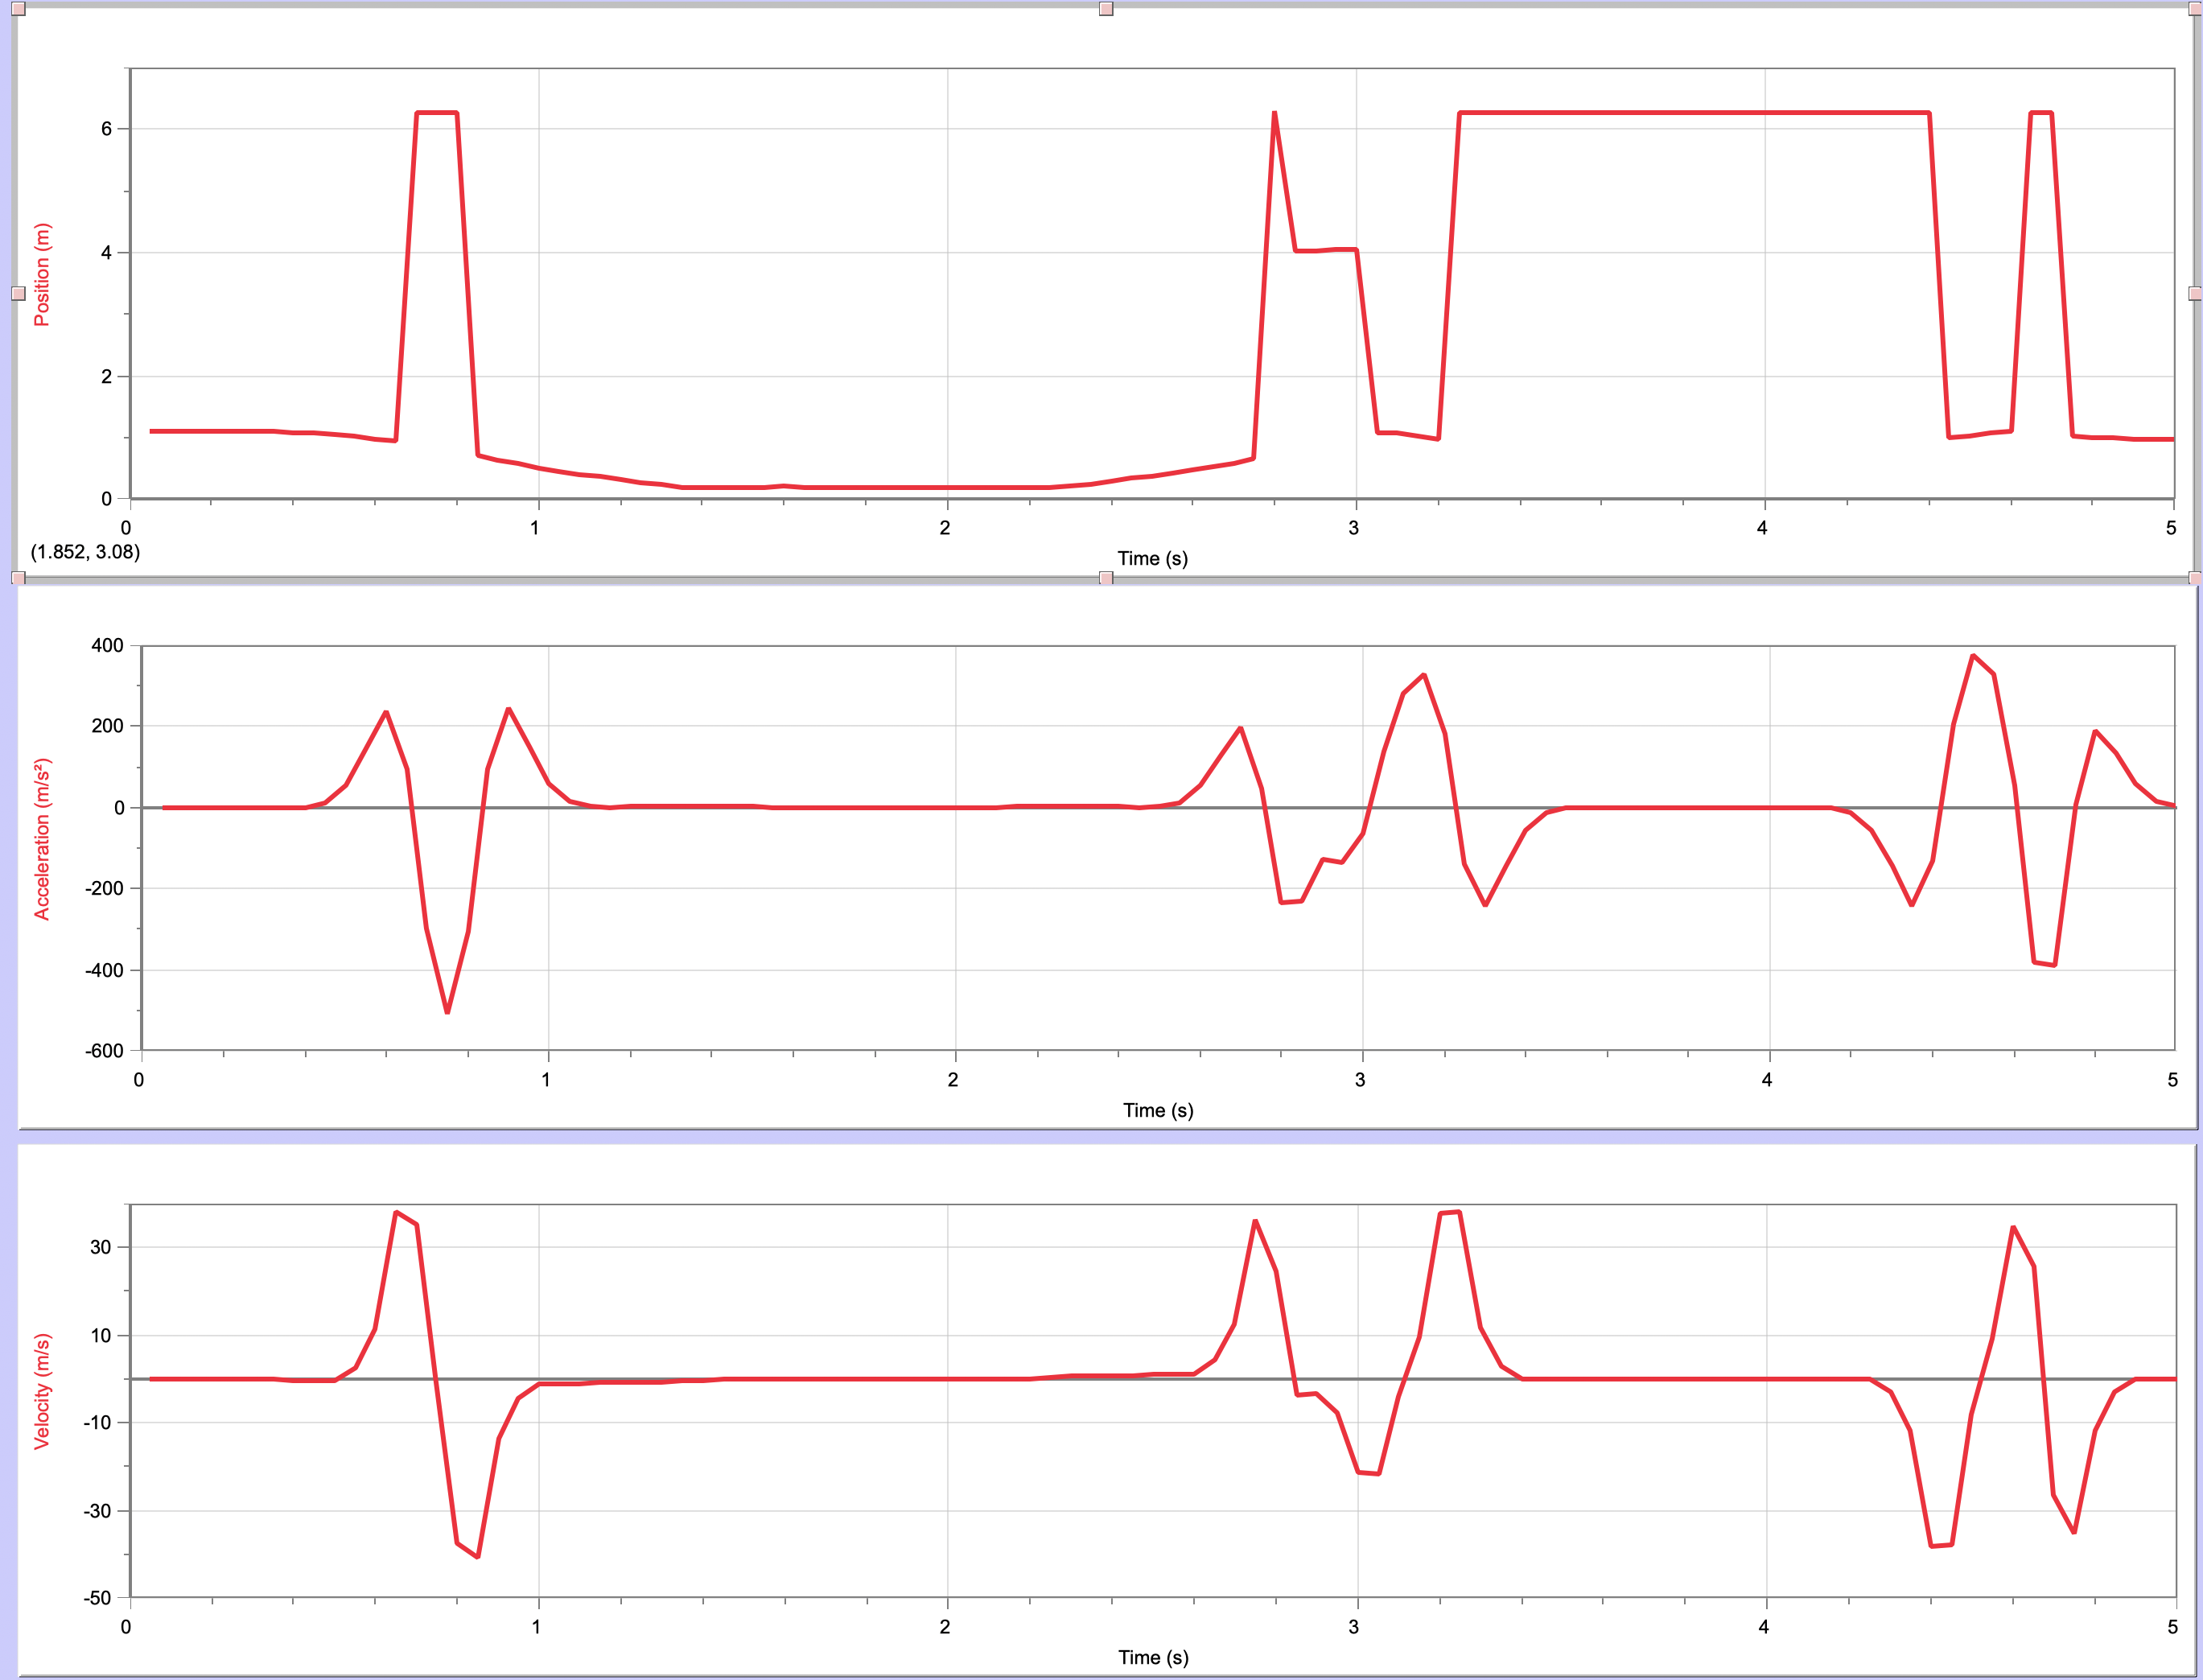 Position (m)
6
4
2
0
0 1 2 3 4 5
(1.852, 3.08)
Time (s)
Acceleration (m/s²)
400
200
0
-200
-400
-600
0 1 2 3 4 5
Time (s)
Velocity (m/s)
30
10
-10
-30
-50
0 1 2 3 4 5
Time (s)